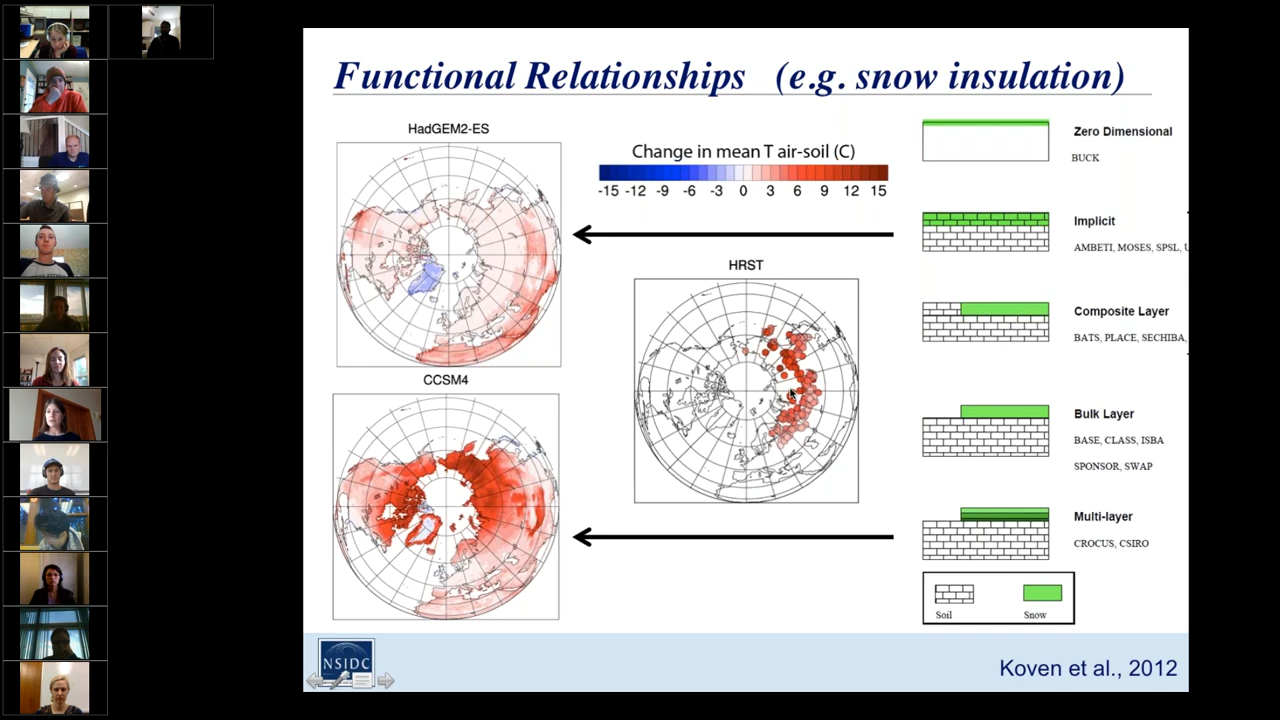 Functional Relationships (e.g. snow insulation)
HadGEM2-ES
Change in mean T air-soil (C)
-15 -12 -9 -6 -3 0 3 6 9 12 15
HRST
CCSM4
Zero Dimensional
BUCK
Implicit
AMBETI, MOSES, SPSL, U
Composite Layer
BATS, PLACE, SECHIBA,
Bulk Layer
BASE, CLASS, ISBA
SPONSOR, SWAP
Multi-layer
CROCUS, CSIRO
Soil
Snow
NSIDC
Koven et al., 2012